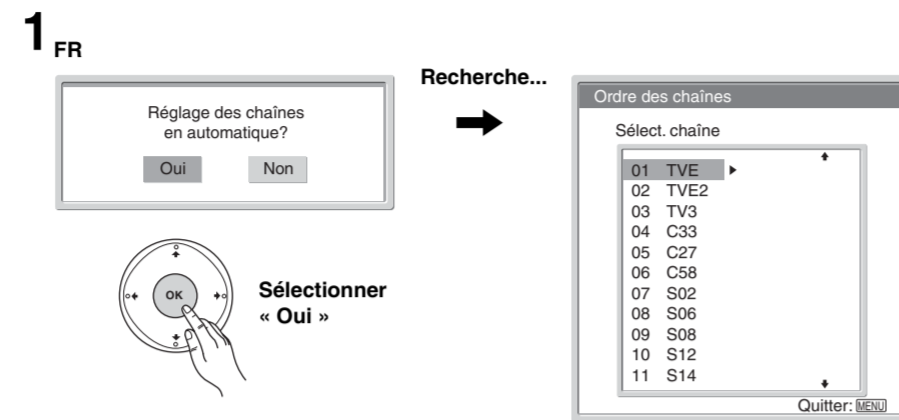 1 FR
Réglage des chaînes
en automatique?
Oui Non
OK
Sélectionner
« Oui »
Recherche...
Ordre des chaînes
Sélect. chaîne
01 TVE
02 TVE2
03 TV3
04 C33
05 C27
06 C58
07 S02
08 S06
09 S08
10 S12
11 S14
Quitter: MENU